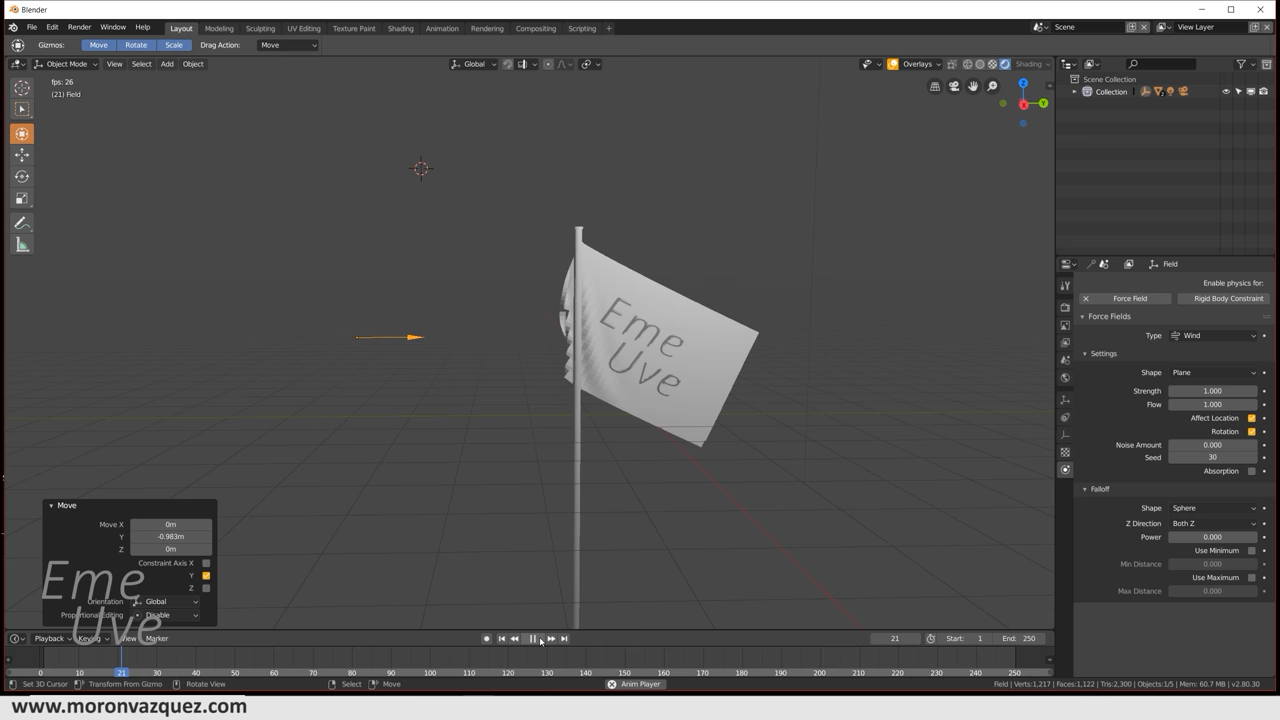 Blender
File Edit Render Window Help Layout Modeling Sculpting UV Editing Texture Paint Shading Animation Rendering Compositing Scripting + Scene View Layer
Gizmos: Move Rotate Scale Drag Action: Move
Object Mode View Select Add Object Global Overlays Shading
fps: 26
(21) Field
Z
Y
X
Scene Collection
Collection
Field
Enable physics for:
Force Field Rigid Body Constraint
Force Fields
Type Wind
Settings
Shape Plane
Strength 1.000
Flow 1.000
Affect Location
Rotation
Noise Amount 0.000
Seed 30
Absorption
Falloff
Shape Sphere
Z Direction Both Z
Power 0.000
Use Minimum
Min Distance 0.000
Use Maximum
Max Distance 0.000
Eme
Uve
Move
Move X 0m
Y -0.983m
Z 0m
Constraint Axis X
Y
Z
Orientation Global
Proportional Editing Disable
Eme
Uve
Playback Keying View Marker 21 Start: 1 End: 250
0 10 21 30 40 50 60 70 80 90 100 110 120 130 140 150 160 170 180 190 200 210 220 230 240 250
Set 3D Cursor Transform From Gizmo Rotate View Select Move Anim Player Field | Verts:1,217 | Faces:1,122 | Tris:2,300 | Objects:1/5 | Mem: 60.7 MB | v2.80.30
www.moronvazquez.com